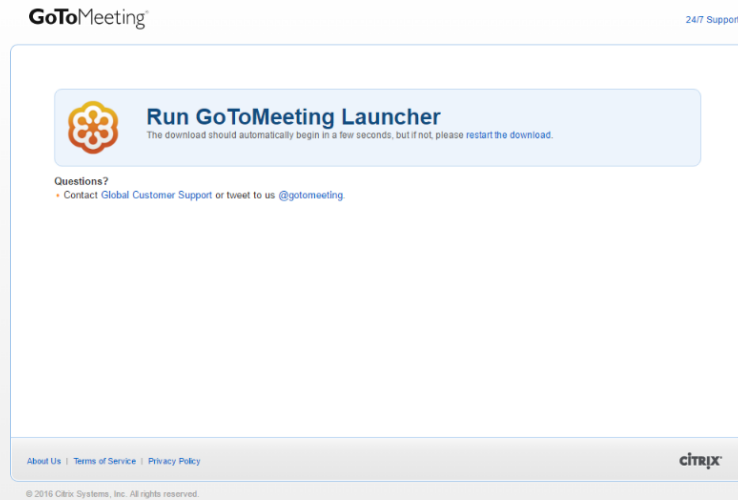 GoToMeeting
24/7 Support
Run GoToMeeting Launcher
The download should automatically begin in a few seconds, but if not, please restart the download.
Questions?
• Contact Global Customer Support or tweet to us @gotomeeting.
About Us | Terms of Service | Privacy Policy
CİTRIX
© 2016 Citrix Systems, Inc. All rights reserved.